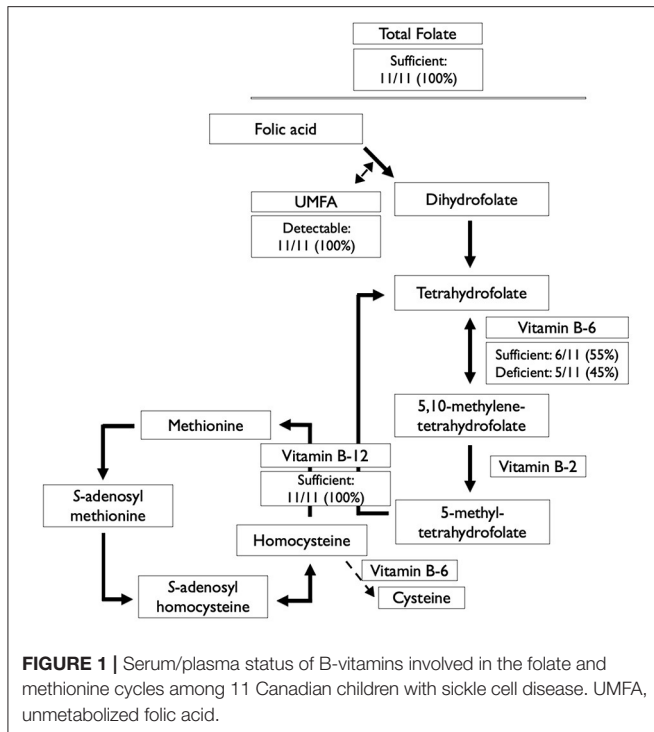 Total Folate
Sufficient:
11/11 (100%)
Folic acid
UMFA
Detectable:
11/11 (100%)
Dihydrofolate
Tetrahydrofolate
Vitamin B-6
Sufficient: 6/11 (55%)
Deficient: 5/11 (45%)
5,10-methylene-
tetrahydrofolate
Methionine
Vitamin B-12
Sufficient:
11/11 (100%)
Vitamin B-2
S-adenosyl
methionine
5-methyl-
tetrahydrofolate
Homocysteine
Vitamin B-6
Cysteine
S-adenosyl
homocysteine
FIGURE 1 | Serum/plasma status of B-vitamins involved in the folate and
methionine cycles among 11 Canadian children with sickle cell disease. UMFA,
unmetabolized folic acid.